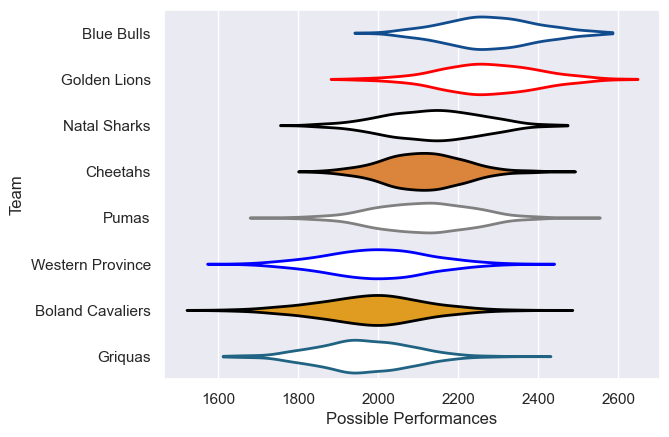 Blue Bulls
Golden Lions
Natal Sharks
Cheetahs
Pumas
Western Province
Boland Cavaliers
Griquas
Team
1600 1800 2000 2200 2400 2600
Possible Performances